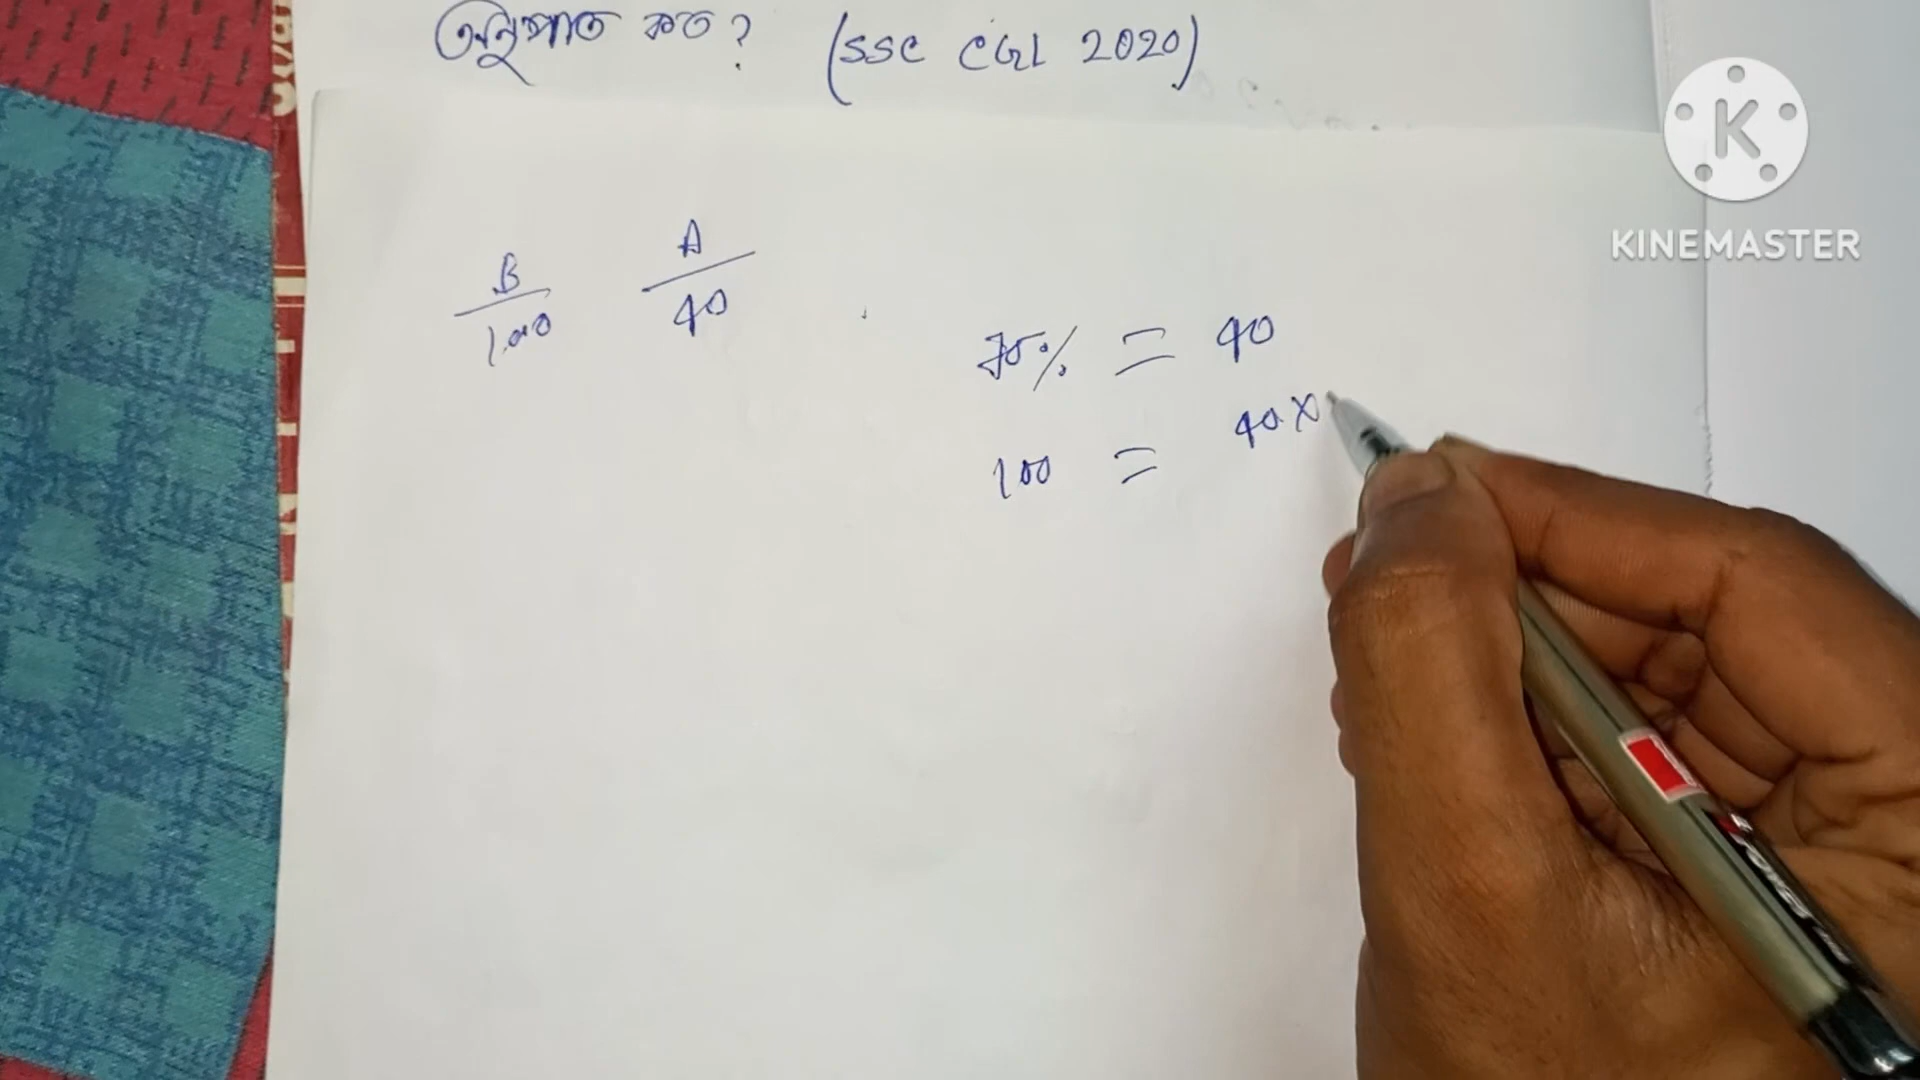 অনুপাত কত? (SSC CGL 2020)
B A
100 40
75% = 40
100 = 40×
K
KINEMASTER